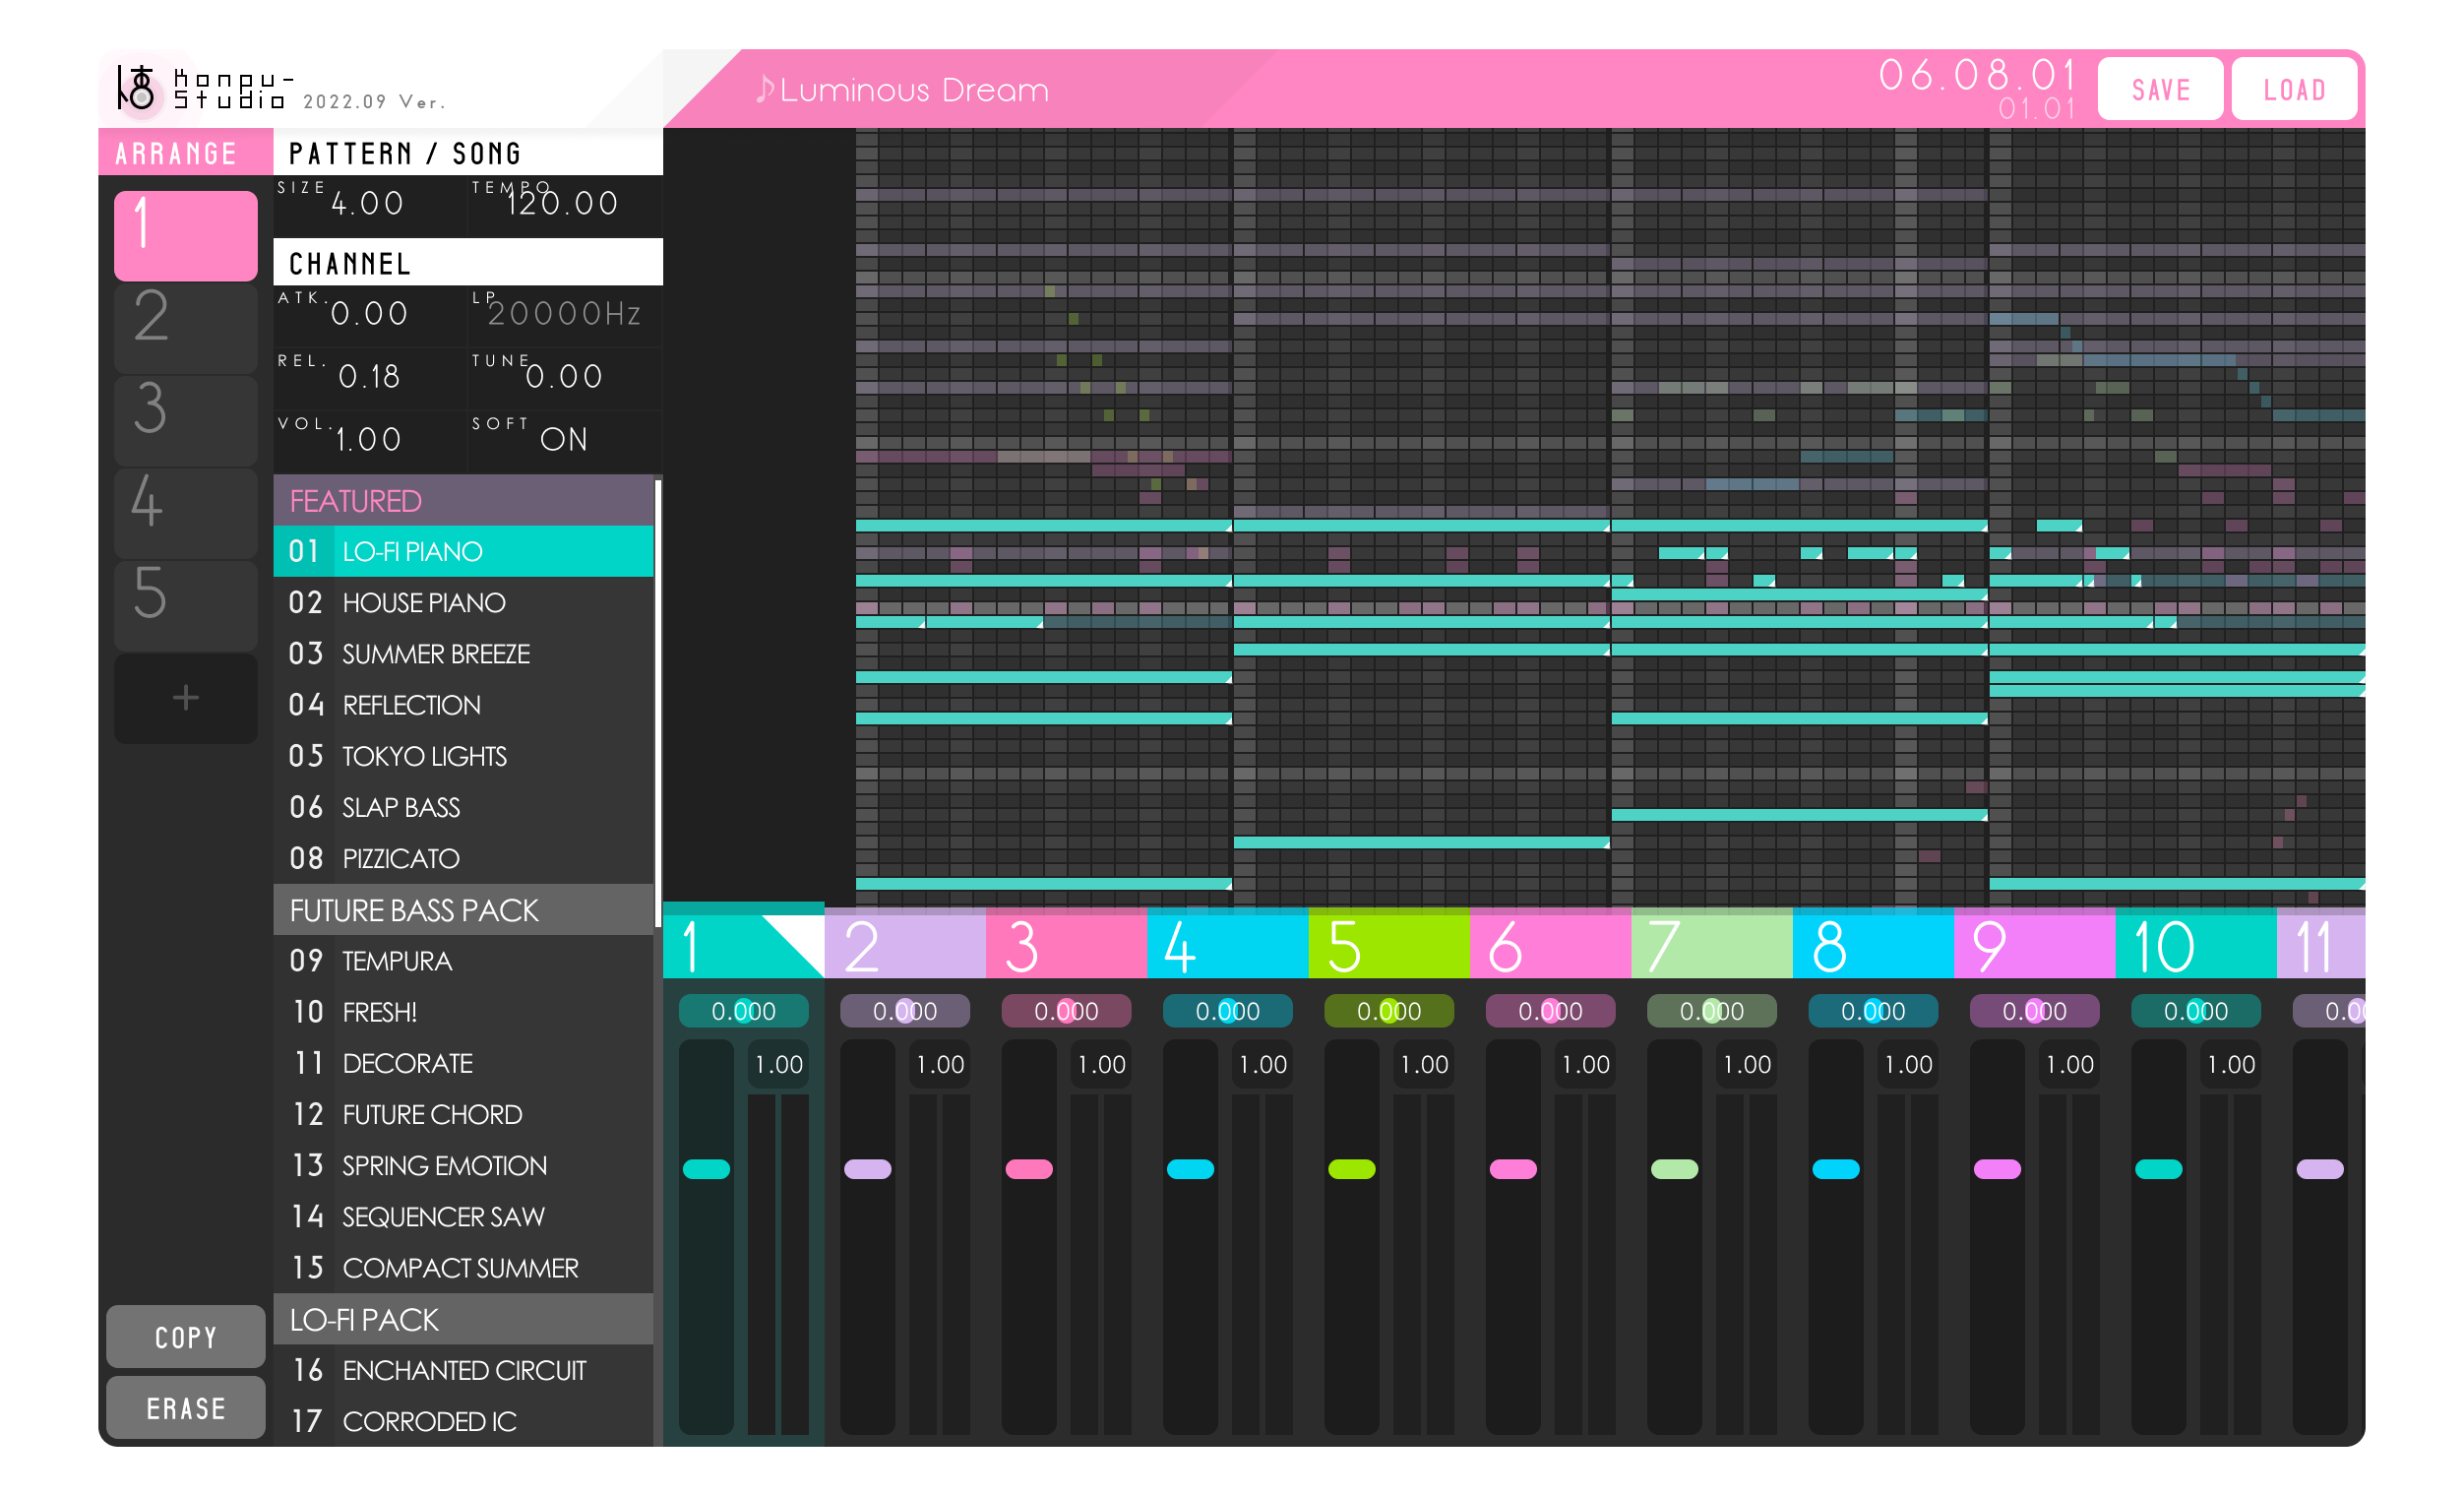 Konpu-
Studio 2022.09 Ver.
♪Luminous Dream
06.08.01
01.01
SAVE
LOAD
ARRANGE
1
2
3
4
5
+
COPY
ERASE
PATTERN / SONG
SIZE 4.00
TEMPO 120.00
CHANNEL
ATK. 0.00
LP 20000Hz
REL. 0.18
TUNE 0.00
VOL. 1.00
SOFT ON
FEATURED
01 LO-FI PIANO
02 HOUSE PIANO
03 SUMMER BREEZE
04 REFLECTION
05 TOKYO LIGHTS
06 SLAP BASS
08 PIZZICATO
FUTURE BASS PACK
09 TEMPURA
10 FRESH!
11 DECORATE
12 FUTURE CHORD
13 SPRING EMOTION
14 SEQUENCER SAW
15 COMPACT SUMMER
LO-FI PACK
16 ENCHANTED CIRCUIT
17 CORRODED IC
1 2 3 4 5 6 7 8 9 10 11
0.000 0.000 0.000 0.000 0.000 0.000 0.000 0.000 0.000 0.000 0.0
1.00 1.00 1.00 1.00 1.00 1.00 1.00 1.00 1.00 1.00